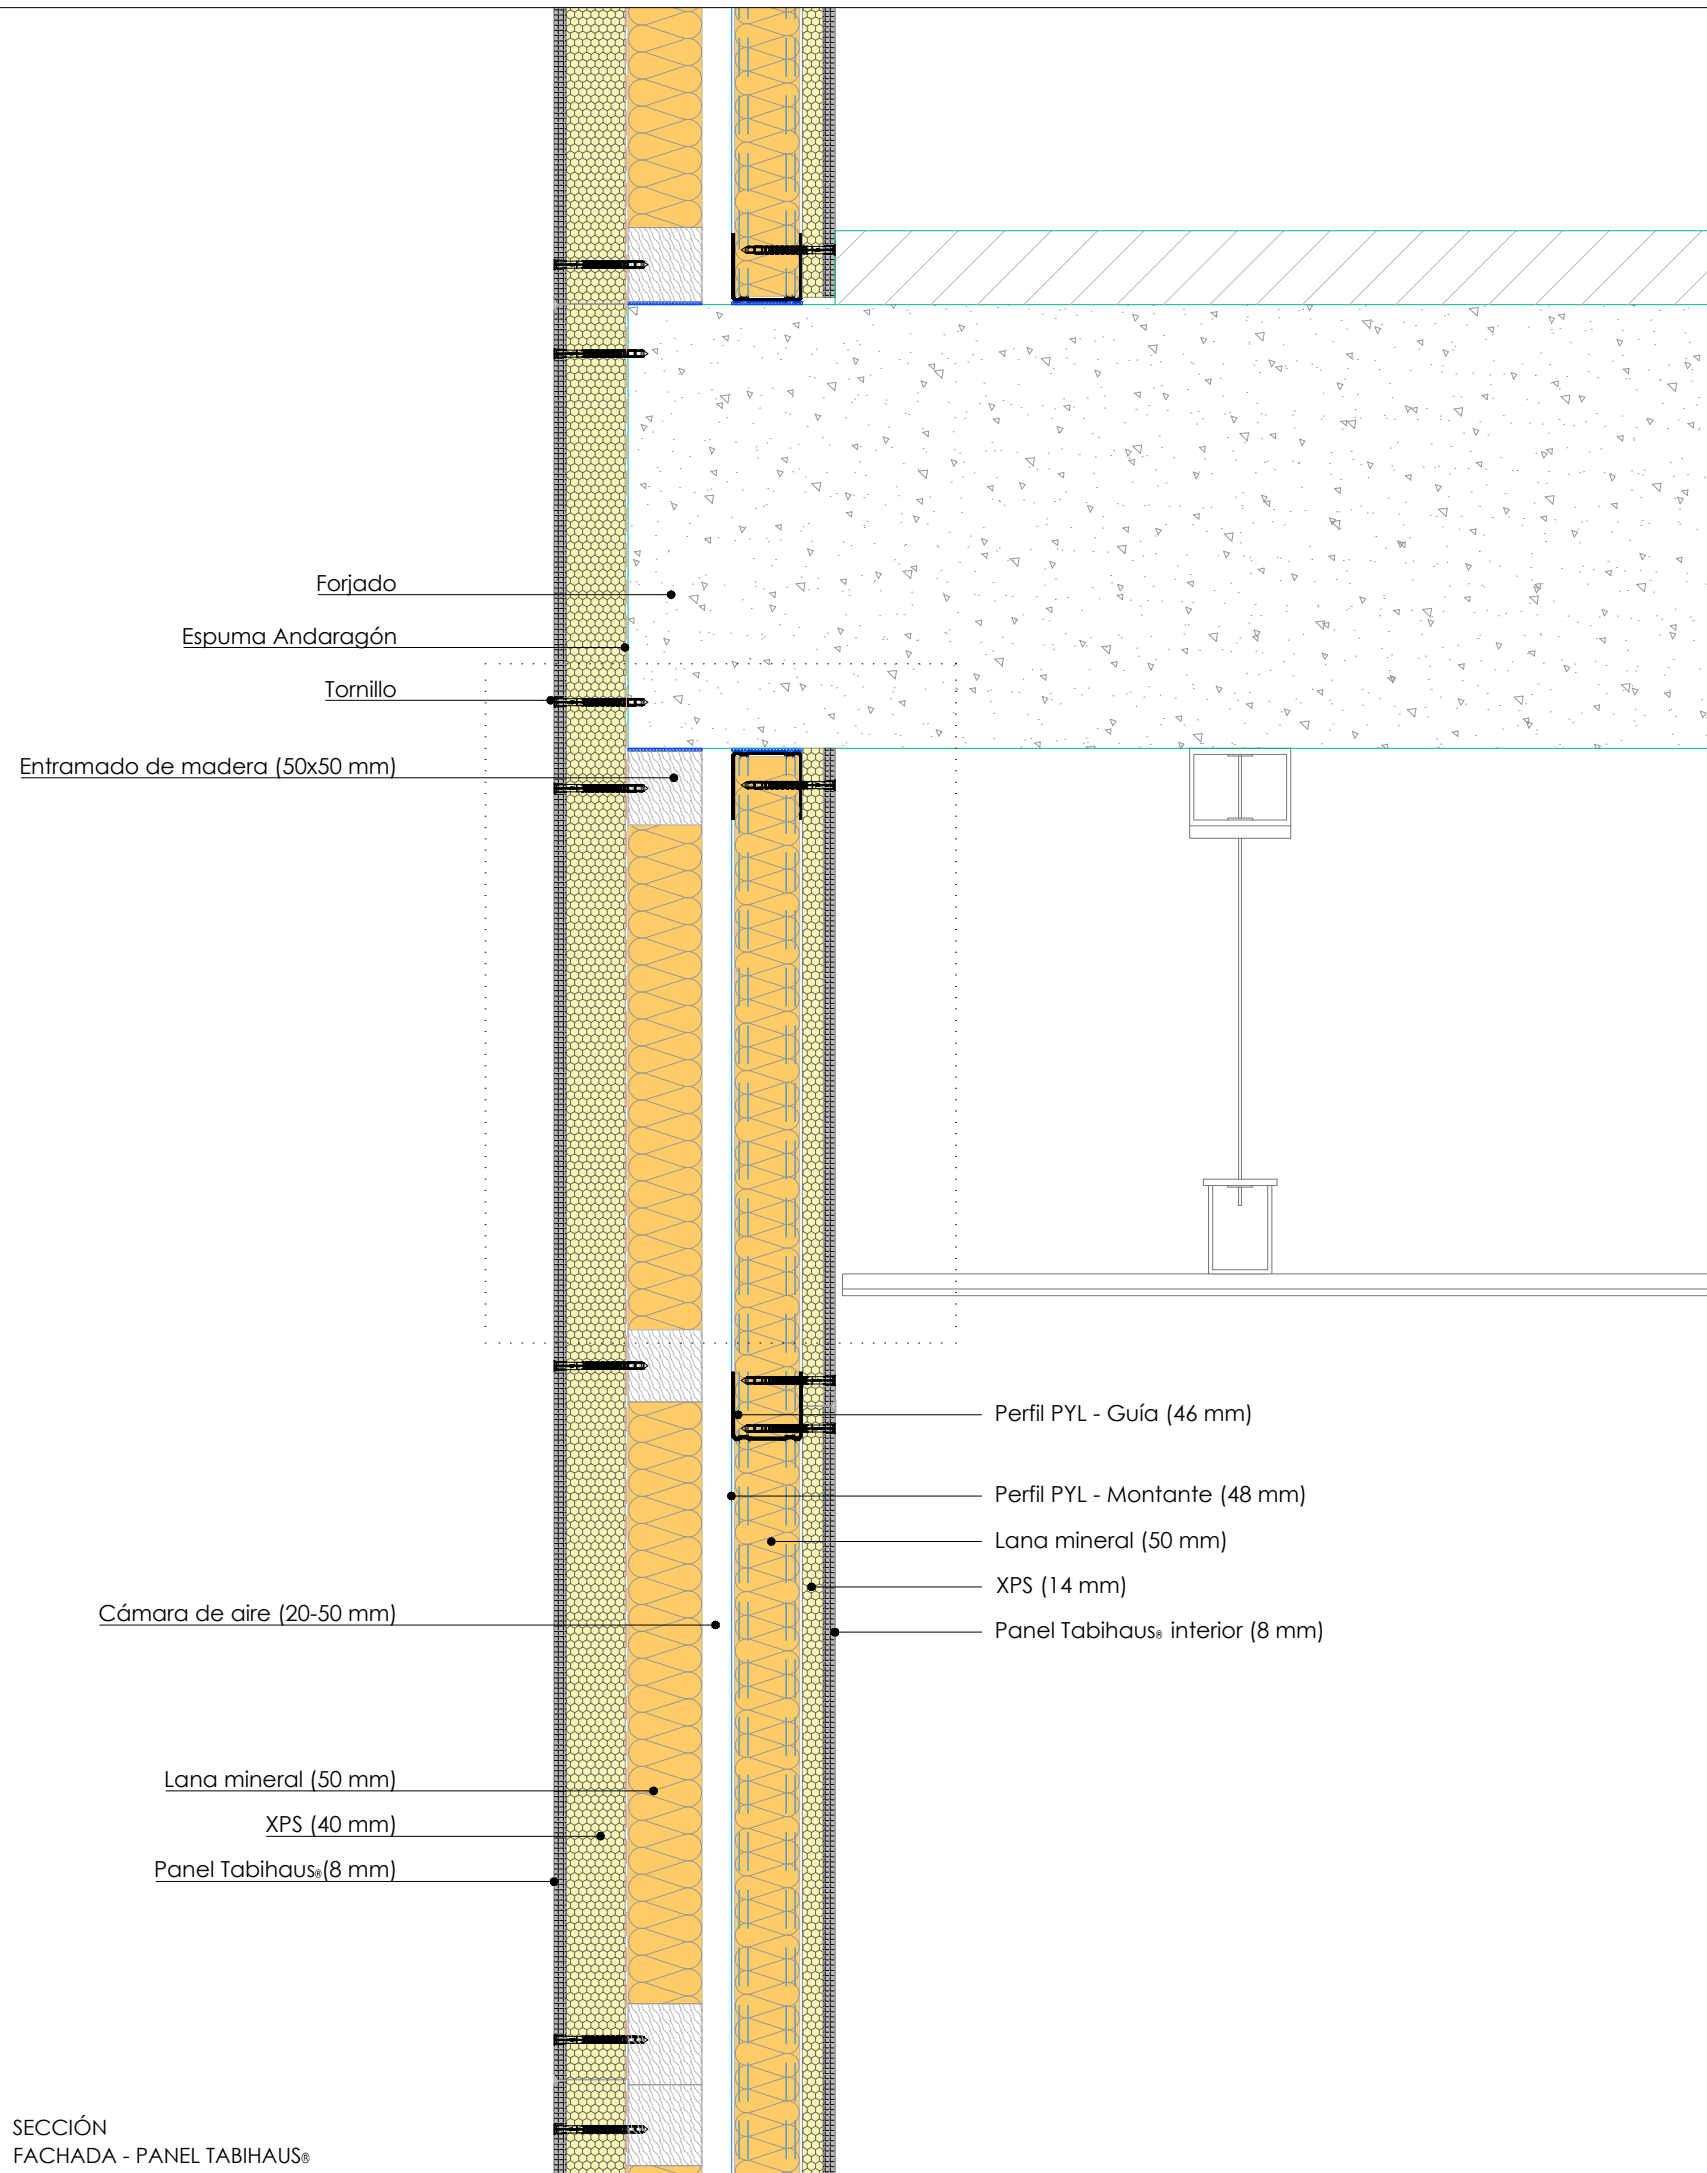 Forjado
Espuma Andaragón
Tornillo
Entramado de madera (50x50 mm)
Perfil PYL - Guía (46 mm)
Perfil PYL - Montante (48 mm)
Lana mineral (50 mm)
XPS (14 mm)
Cámara de aire (20-50 mm)
Panel Tabihaus® interior (8 mm)
Lana mineral (50 mm)
XPS (40 mm)
Panel Tabihaus®(8 mm)
SECCIÓN
FACHADA - PANEL TABIHAUS®